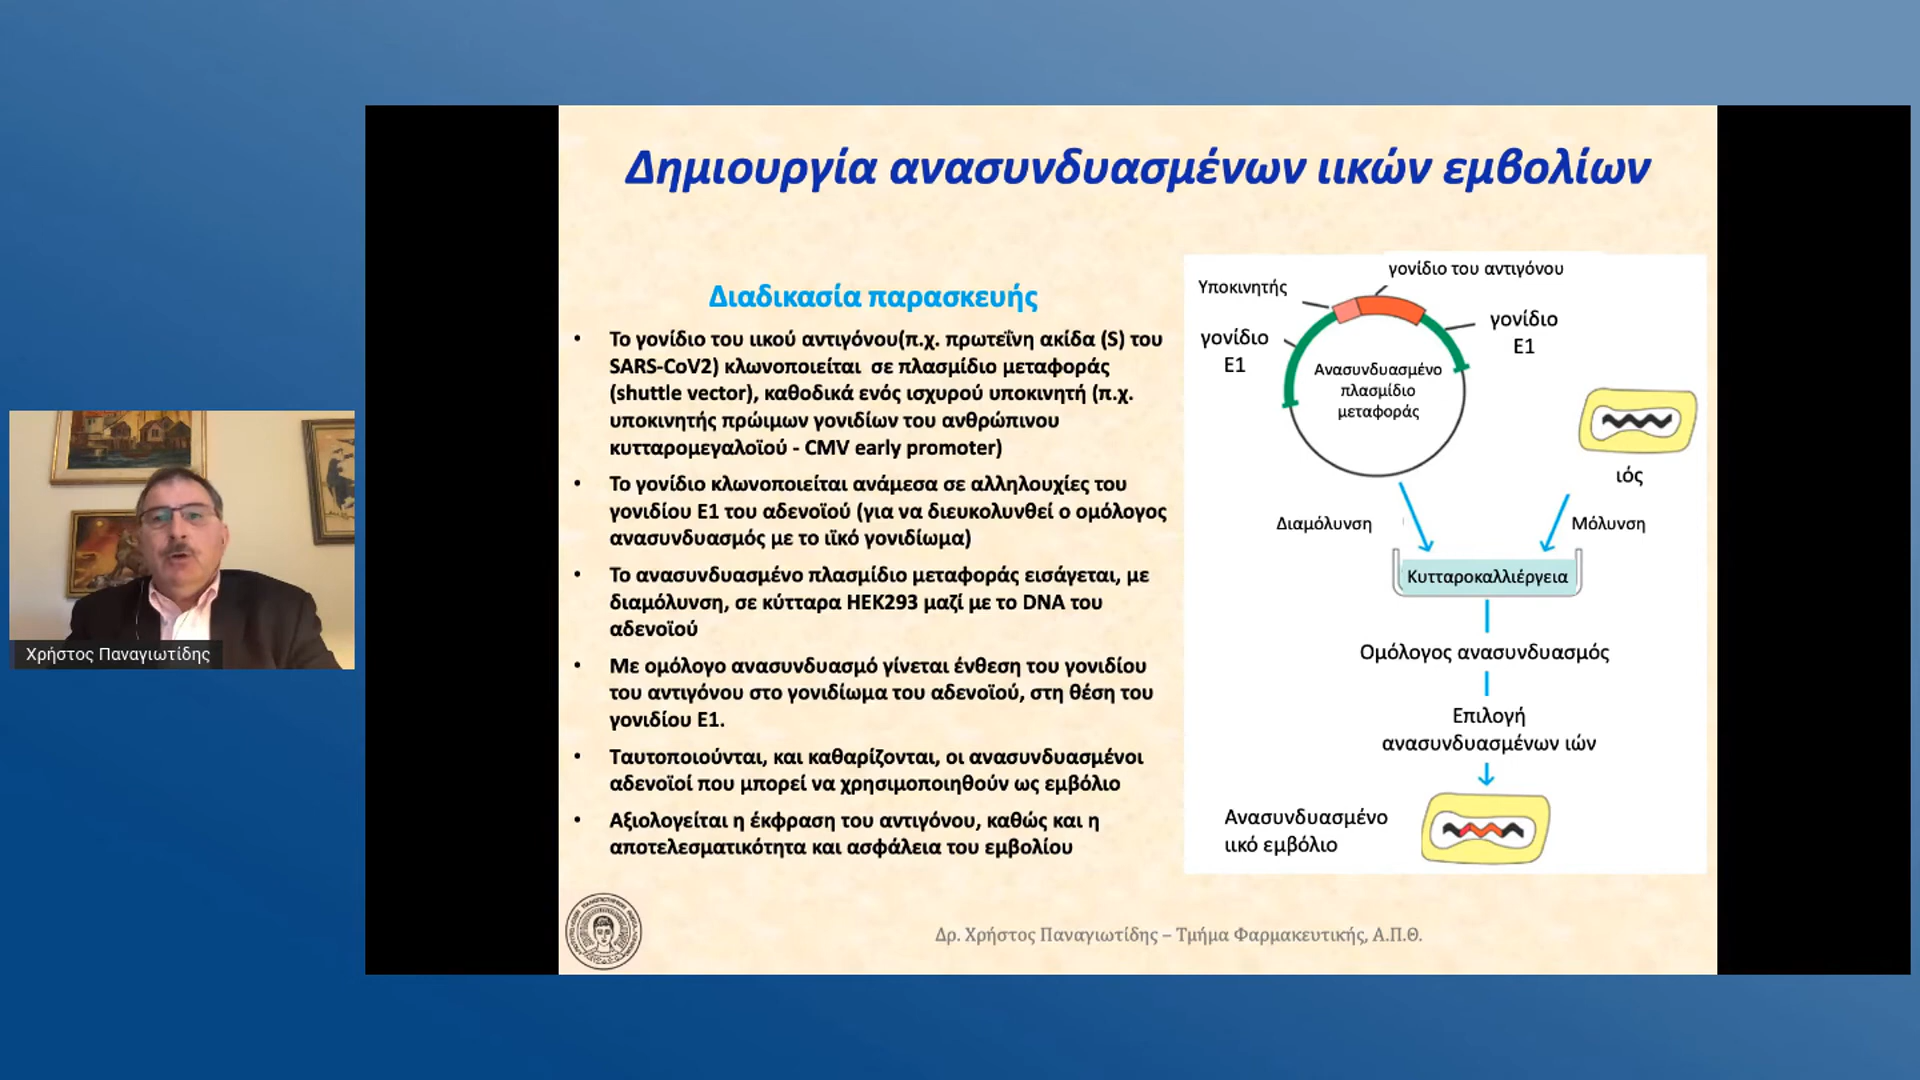 Δημιουργία ανασυνδυασμένων ιικών εμβολίων
Διαδικασία παρασκευής
• Το γονίδιο του ιικού αντιγόνου(π.χ. πρωτεΐνη ακίδα (S) του
SARS-CoV2) κλωνοποιείται σε πλασμίδιο μεταφοράς
(shuttle vector), καθοδικά ενός ισχυρού υποκινητή (π.χ.
υποκινητής πρώιμων γονιδίων του ανθρώπινου
κυτταρομεγαλοϊού - CMV early promoter)
• Το γονίδιο κλωνοποιείται ανάμεσα σε αλληλουχίες του
γονιδίου Ε1 του αδενοϊού (για να διευκολυνθεί ο ομόλογος
ανασυνδυασμός με το ιϊκό γονιδίωμα)
• Το ανασυνδυασμένο πλασμίδιο μεταφοράς εισάγεται, με
διαμόλυνση, σε κύτταρα HEK293 μαζί με το DNA του
αδενοϊού
• Με ομόλογο ανασυνδυασμό γίνεται ένθεση του γονιδίου
του αντιγόνου στο γονιδίωμα του αδενοϊού, στη θέση του
γονιδίου Ε1.
• Ταυτοποιούνται, και καθαρίζονται, οι ανασυνδυασμένοι
αδενοϊοί που μπορεί να χρησιμοποιηθούν ως εμβόλιο
• Αξιολογείται η έκφραση του αντιγόνου, καθώς και η
αποτελεσματικότητα και ασφάλεια του εμβολίου
γονίδιο του αντιγόνου
Υποκινητής
γονίδιο
Ε1
γονίδιο
Ε1
Ανασυνδυασμένο
πλασμίδιο
μεταφοράς
ιός
Διαμόλυνση
Μόλυνση
Κυτταροκαλλιέργεια
Ομόλογος ανασυνδυασμός
Επιλογή
ανασυνδυασμένων ιών
Ανασυνδυασμένο
ιικό εμβόλιο
Δρ. Χρήστος Παναγιωτίδης – Τμήμα Φαρμακευτικής, Α.Π.Θ.
Χρήστος Παναγιωτίδης